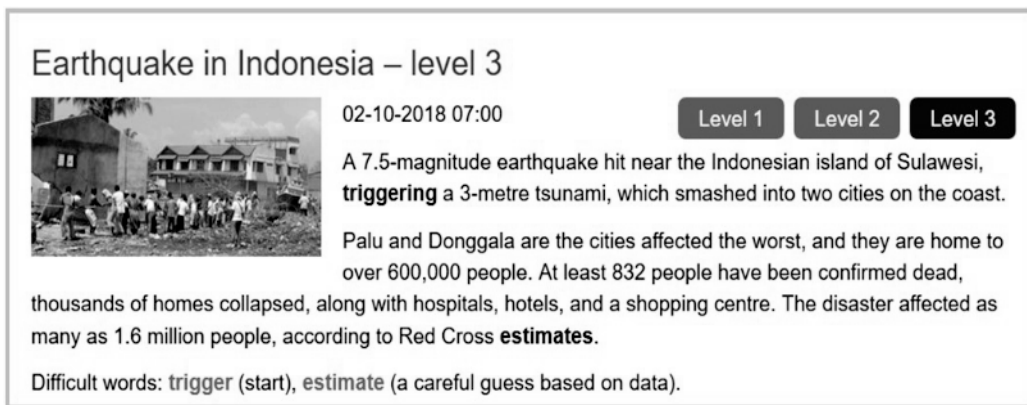 Earthquake in Indonesia – level 3
02-10-2018 07:00
Level 1 Level 2 Level 3
A 7.5-magnitude earthquake hit near the Indonesian island of Sulawesi,
triggering a 3-metre tsunami, which smashed into two cities on the coast.
Palu and Donggala are the cities affected the worst, and they are home to
over 600,000 people. At least 832 people have been confirmed dead,
thousands of homes collapsed, along with hospitals, hotels, and a shopping centre. The disaster affected as
many as 1.6 million people, according to Red Cross estimates.
Difficult words: trigger (start), estimate (a careful guess based on data).